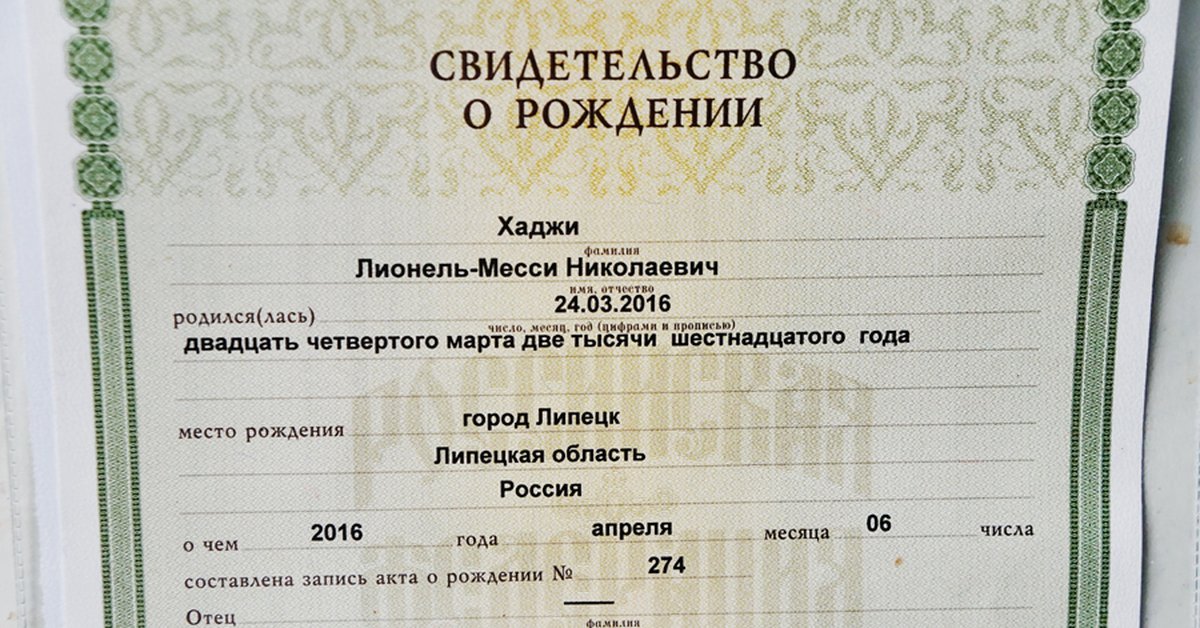 СВИДЕТЕЛЬСТВО
О РОЖДЕНИИ
Хаджи
фамилия
Лионель-Месси Николаевич
имя, отчество
родился(лась) 24.03.2016
число, месяц, год (цифрами и прописью)
двадцать четвертого марта две тысячи шестнадцатого года
место рождения город Липецк
Липецкая область
Россия
о чем 2016 года апреля месяца 06 числа
составлена запись акта о рождении № 274
Отец
фамилия